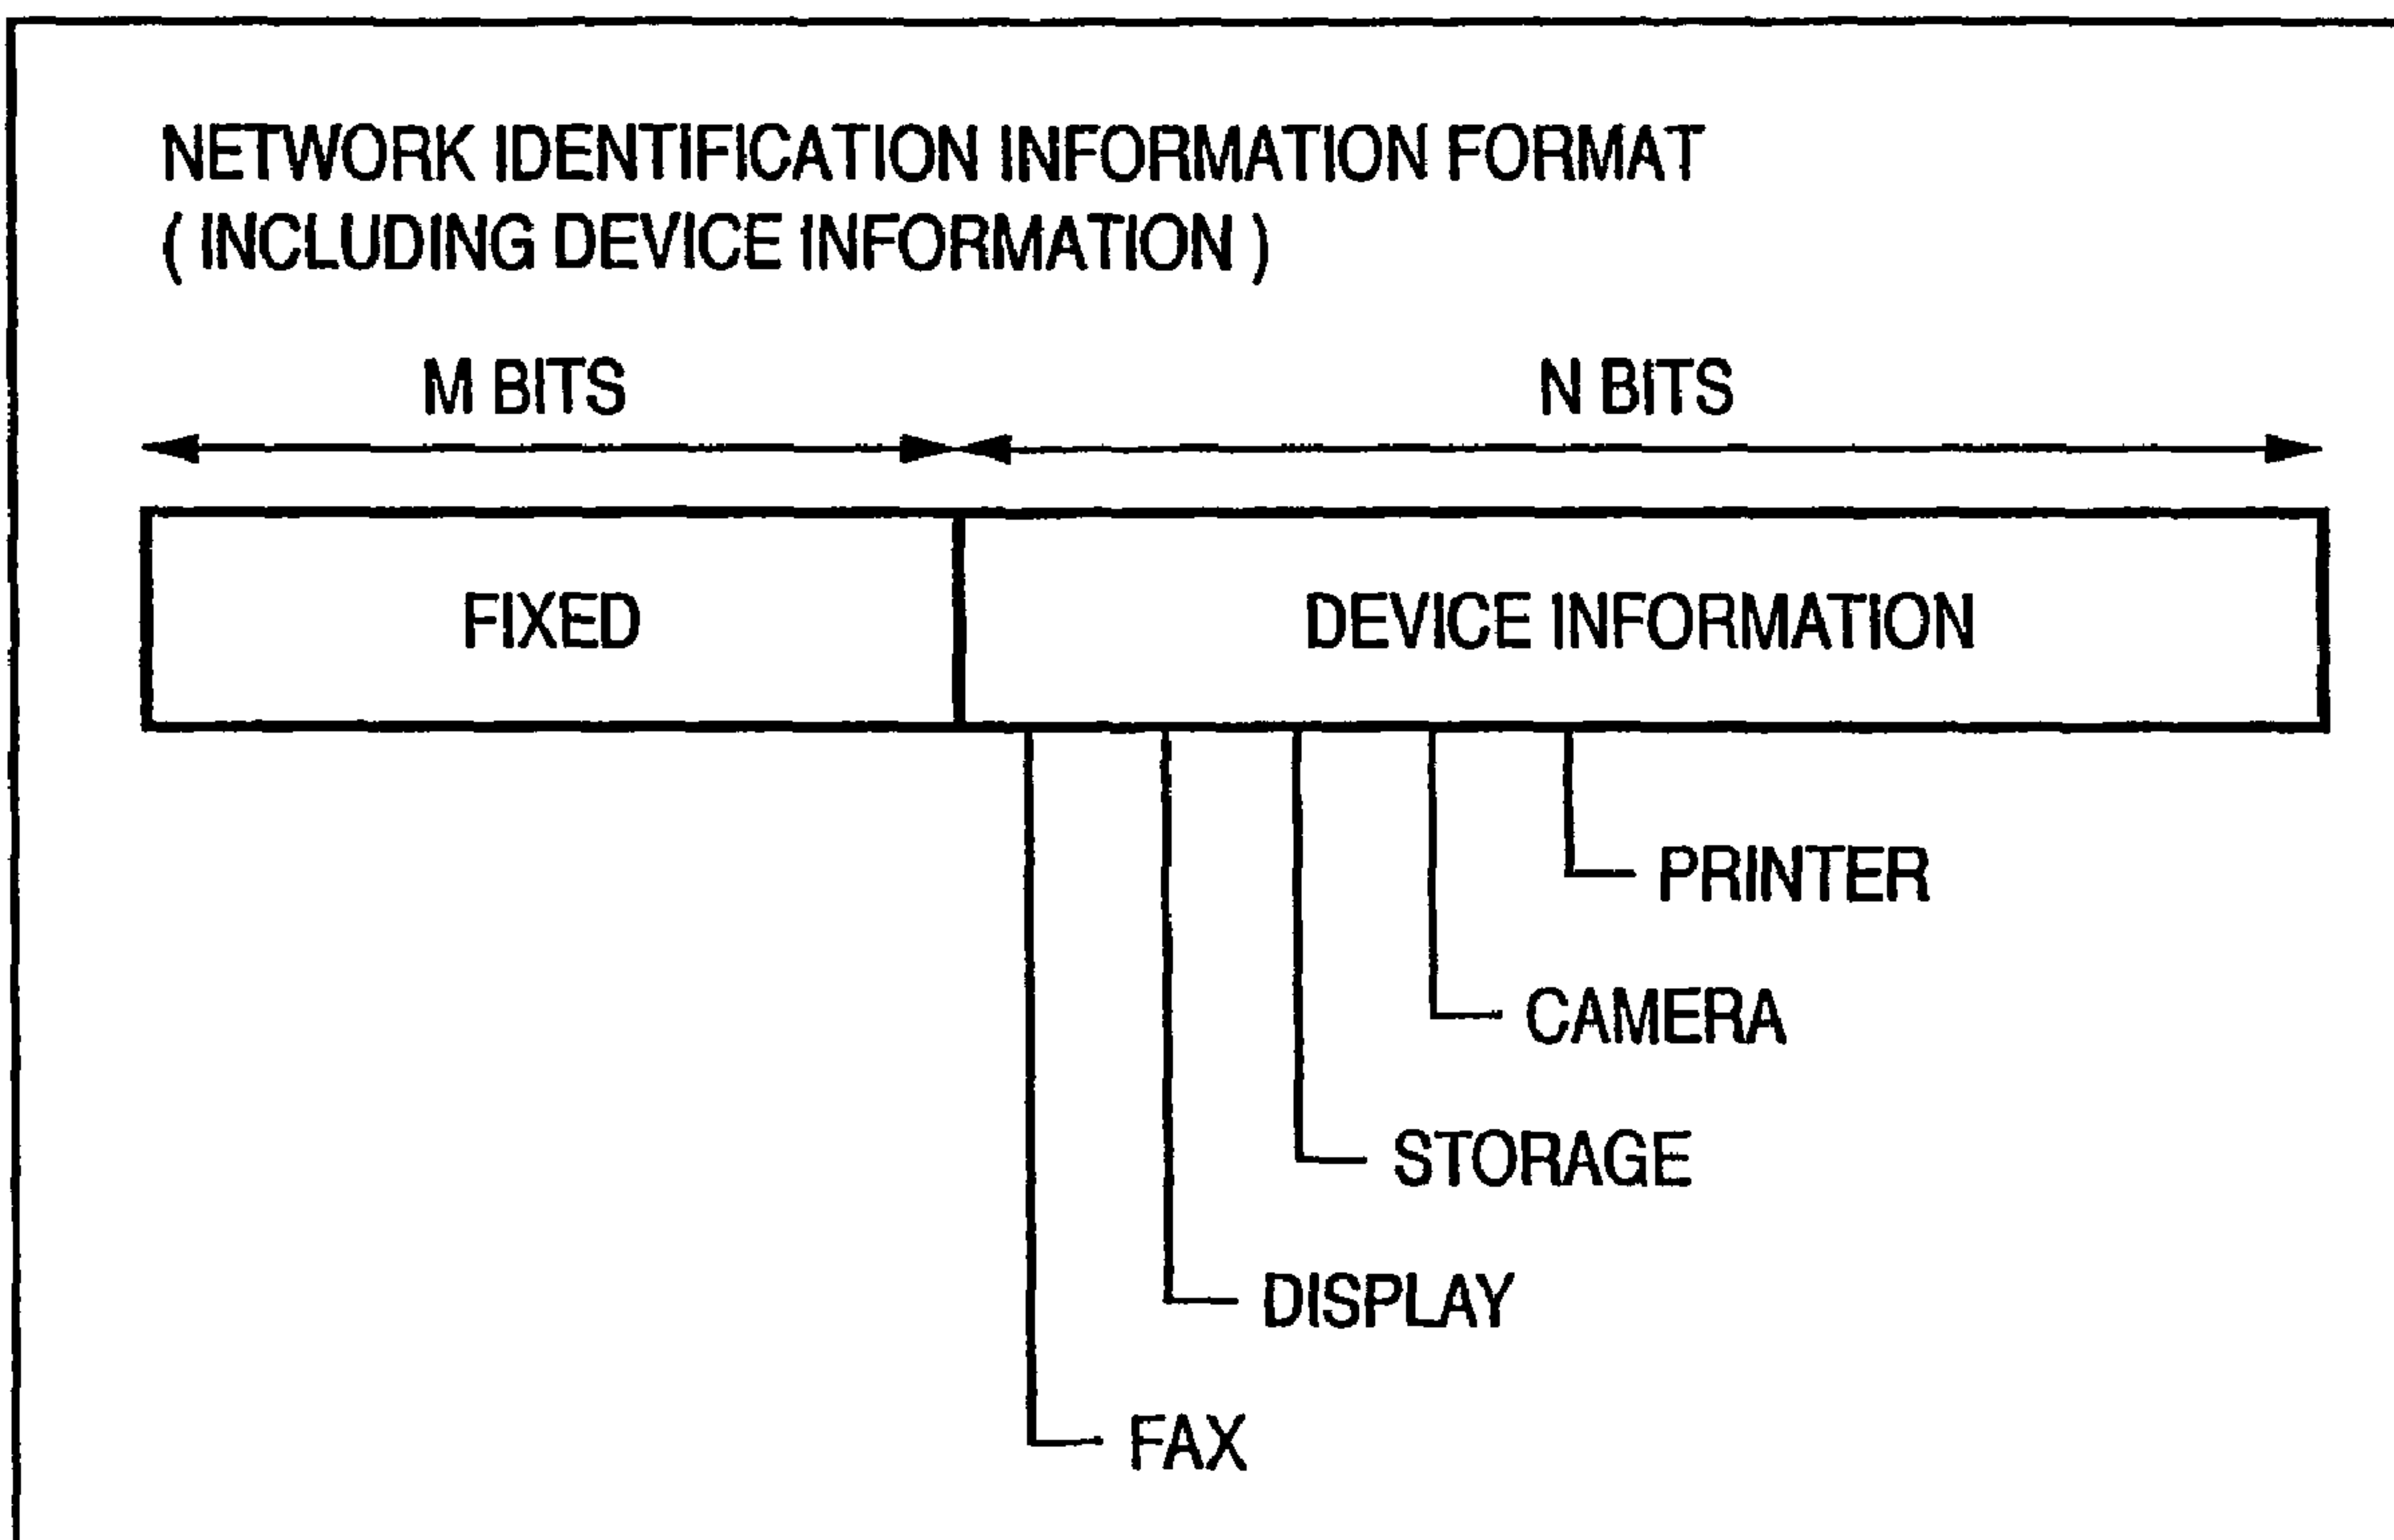 NETWORK IDENTIFICATION INFORMATION FORMAT
( INCLUDING DEVICE INFORMATION )
M BITS
N BITS
FIXED
DEVICE INFORMATION
PRINTER
CAMERA
STORAGE
DISPLAY
FAX